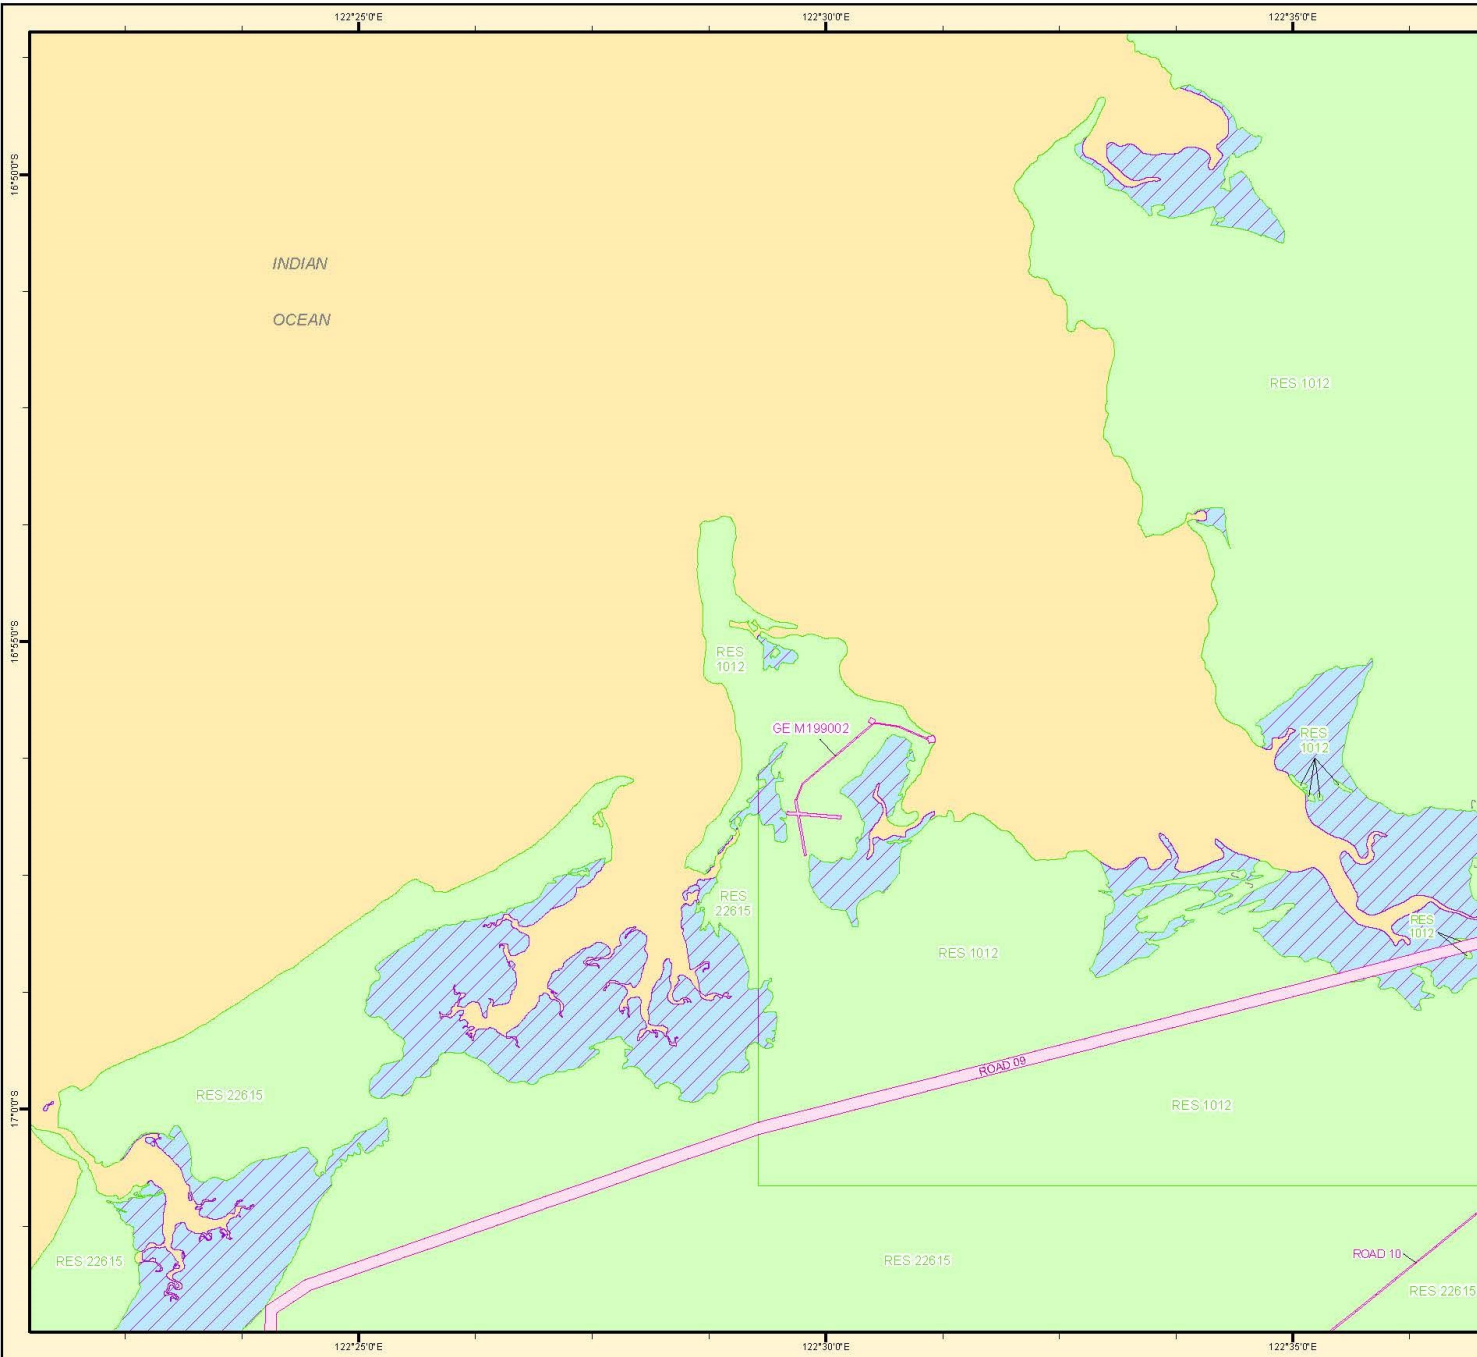 122°25'0"E
122°30'0"E
122°35'0"E
16°50'0"S
INDIAN
OCEAN
RES 1012
16°55'0"S
RES
1012
GE M199002
RES
1012
RES
22615
RES
1012
RES 1012
ROAD 09
RES 22615
RES 1012
17°0'0"S
RES 22615
RES 22615
ROAD 10
RES 22615
122°25'0"E
122°30'0"E
122°35'0"E